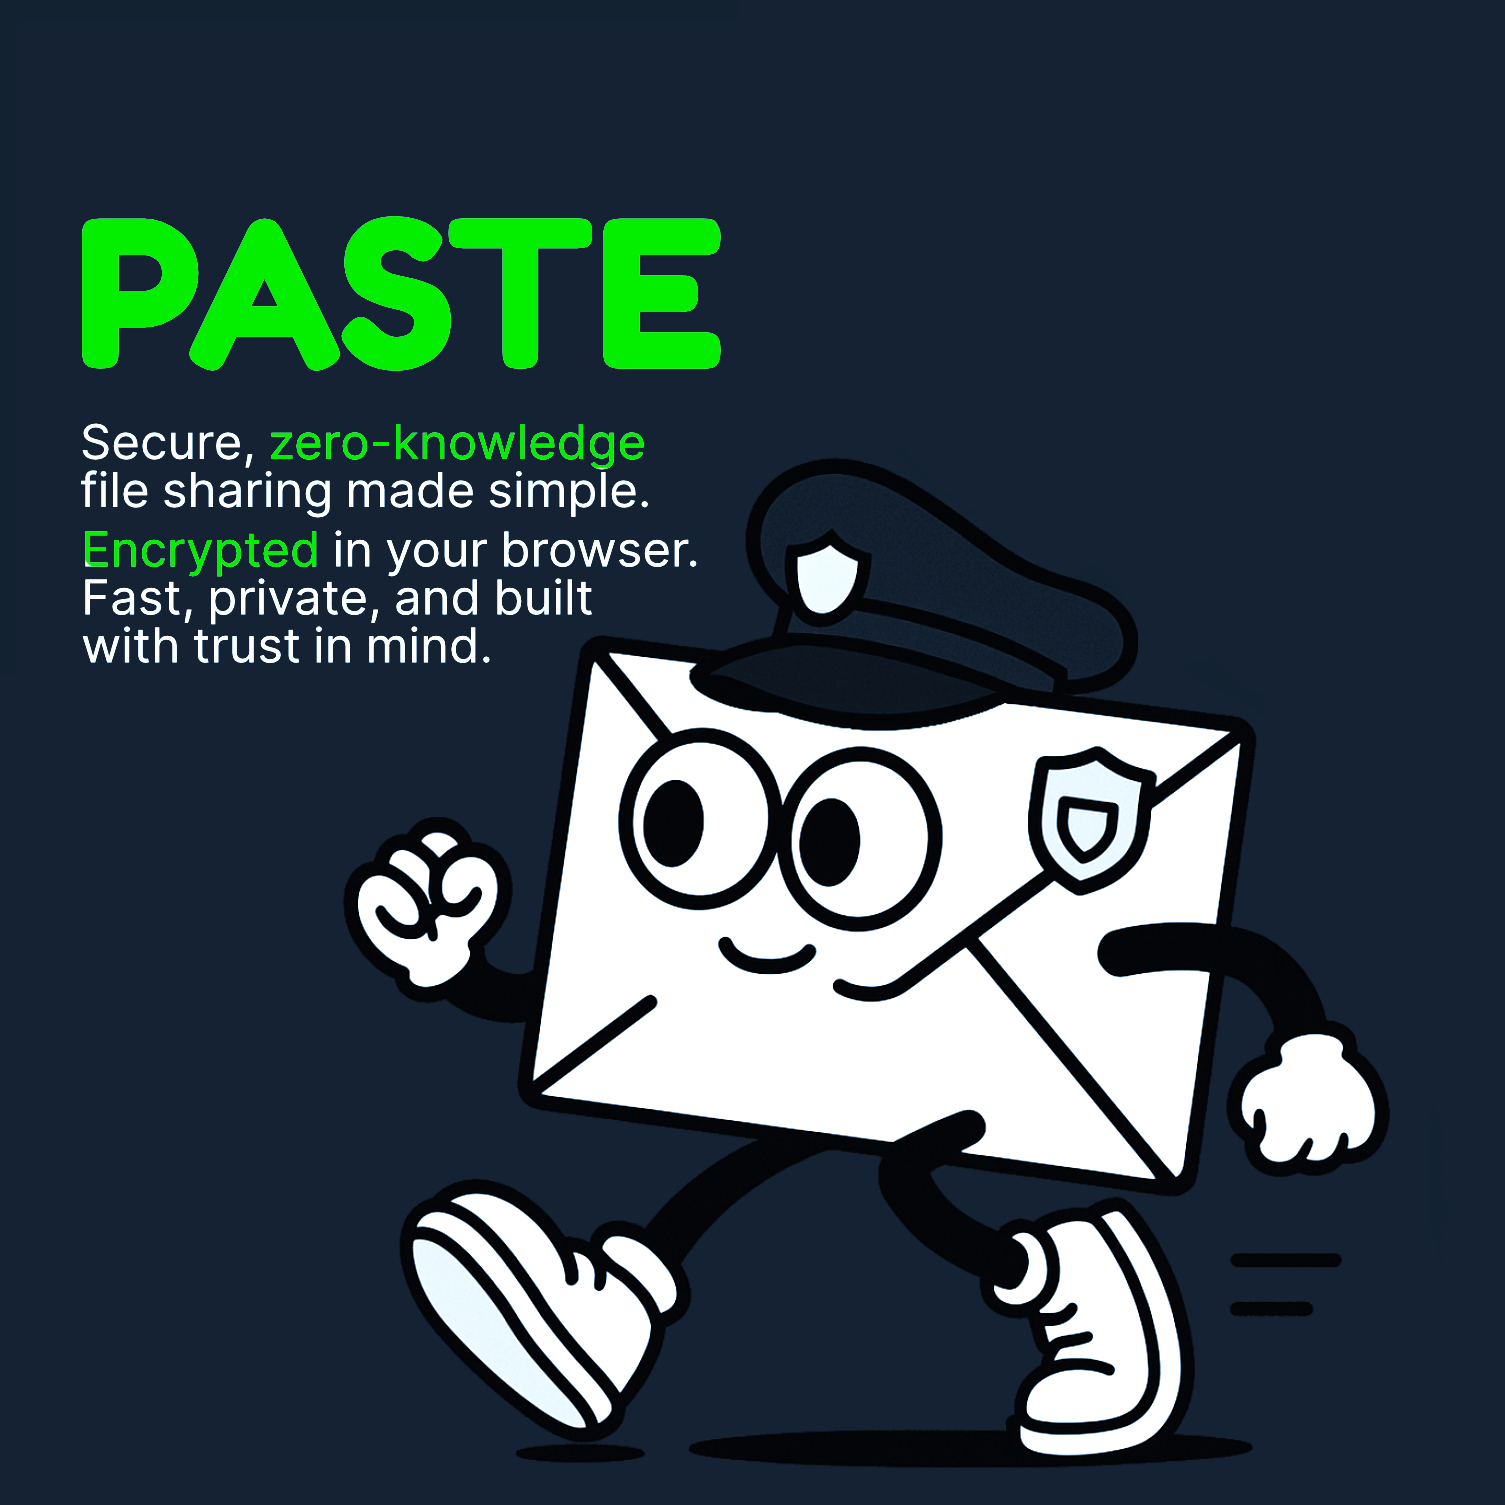 PASTE
Secure, zero-knowledge
file sharing made simple.
Encrypted in your browser.
Fast, private, and built
with trust in mind.